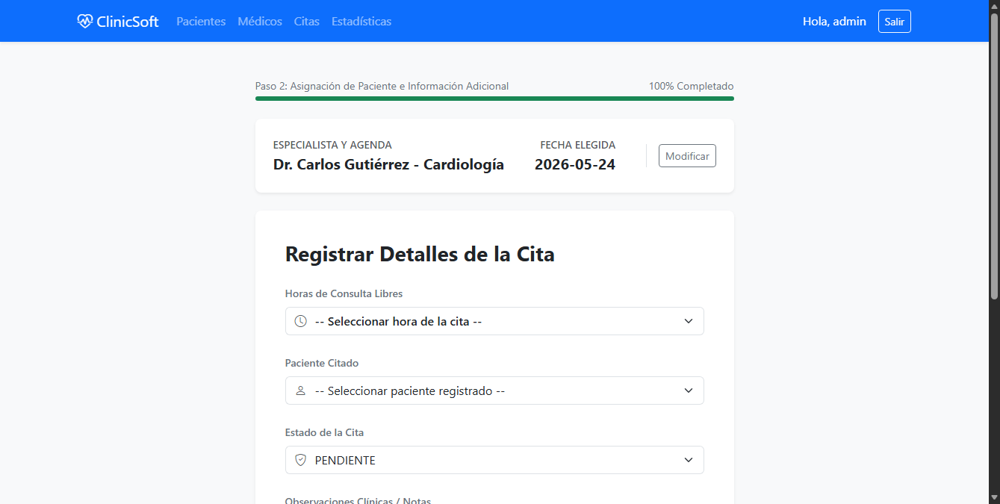 ClinicSoft Pacientes Médicos Citas Estadísticas Hola, admin Salir
Paso 2: Asignación de Paciente e Información Adicional 100% Completado
ESPECIALISTA Y AGENDA FECHA ELEGIDA
Dr. Carlos Gutiérrez - Cardiología 2026-05-24 Modificar
Registrar Detalles de la Cita
Horas de Consulta Libres
-- Seleccionar hora de la cita --
Paciente Citado
-- Seleccionar paciente registrado --
Estado de la Cita
PENDIENTE
Observaciones Clínicas / Notas